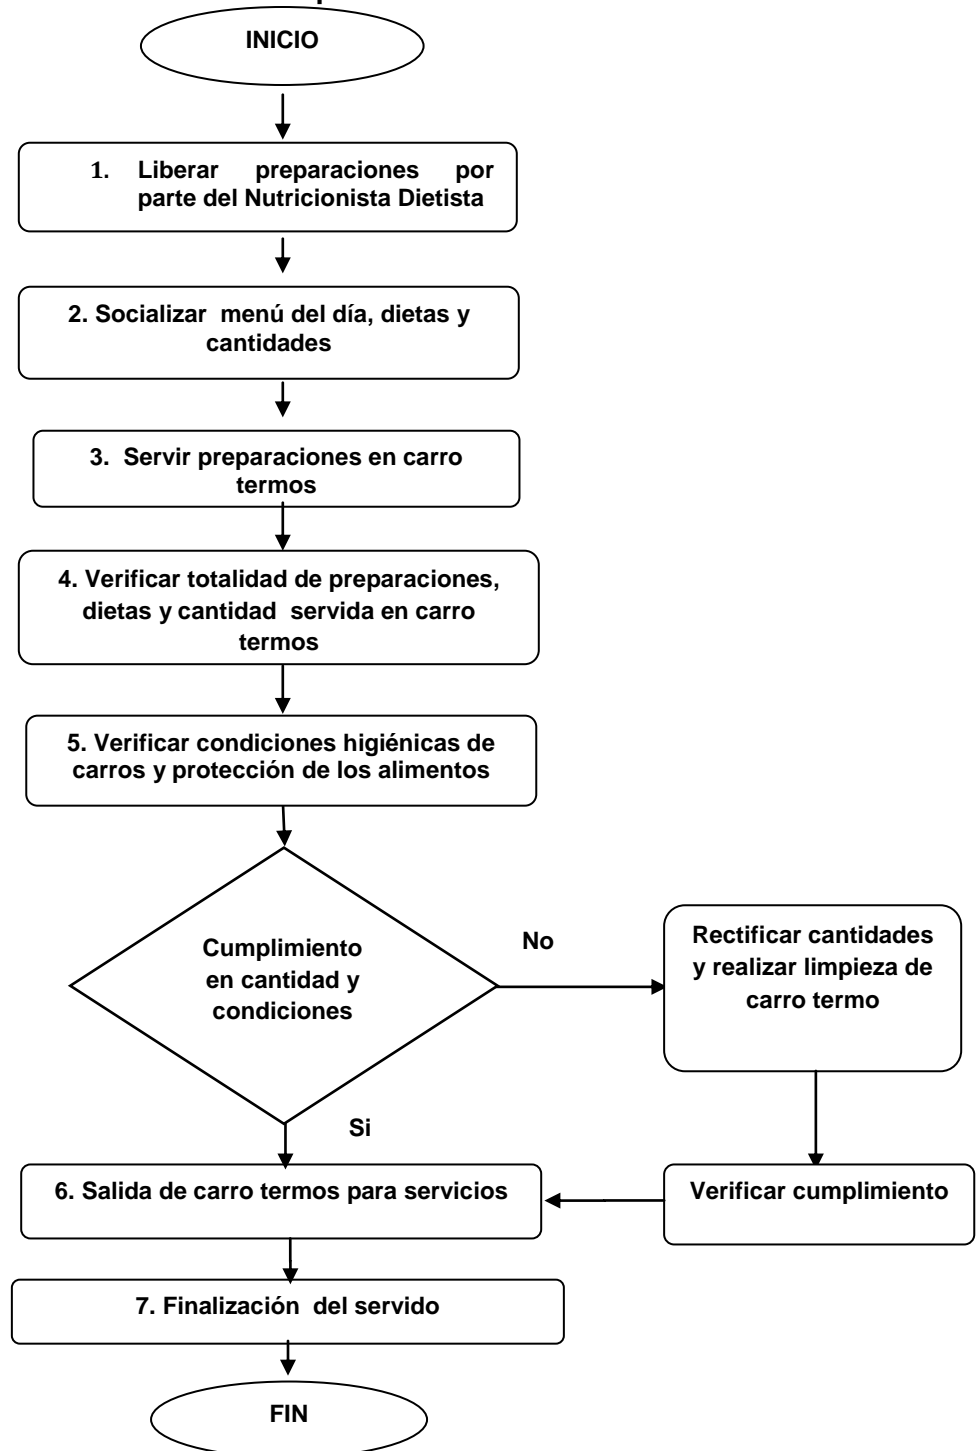 INICIO
1. Liberar preparaciones por
parte del Nutricionista Dietista
2. Socializar menú del día, dietas y
cantidades
3. Servir preparaciones en carro
termos
4. Verificar totalidad de preparaciones,
dietas y cantidad servida en carro
termos
5. Verificar condiciones higiénicas de
carros y protección de los alimentos
Cumplimiento
en cantidad y
condiciones
No
Rectificar cantidades
y realizar limpieza de
carro termo
Si
6. Salida de carro termos para servicios
Verificar cumplimiento
7. Finalización del servido
FIN